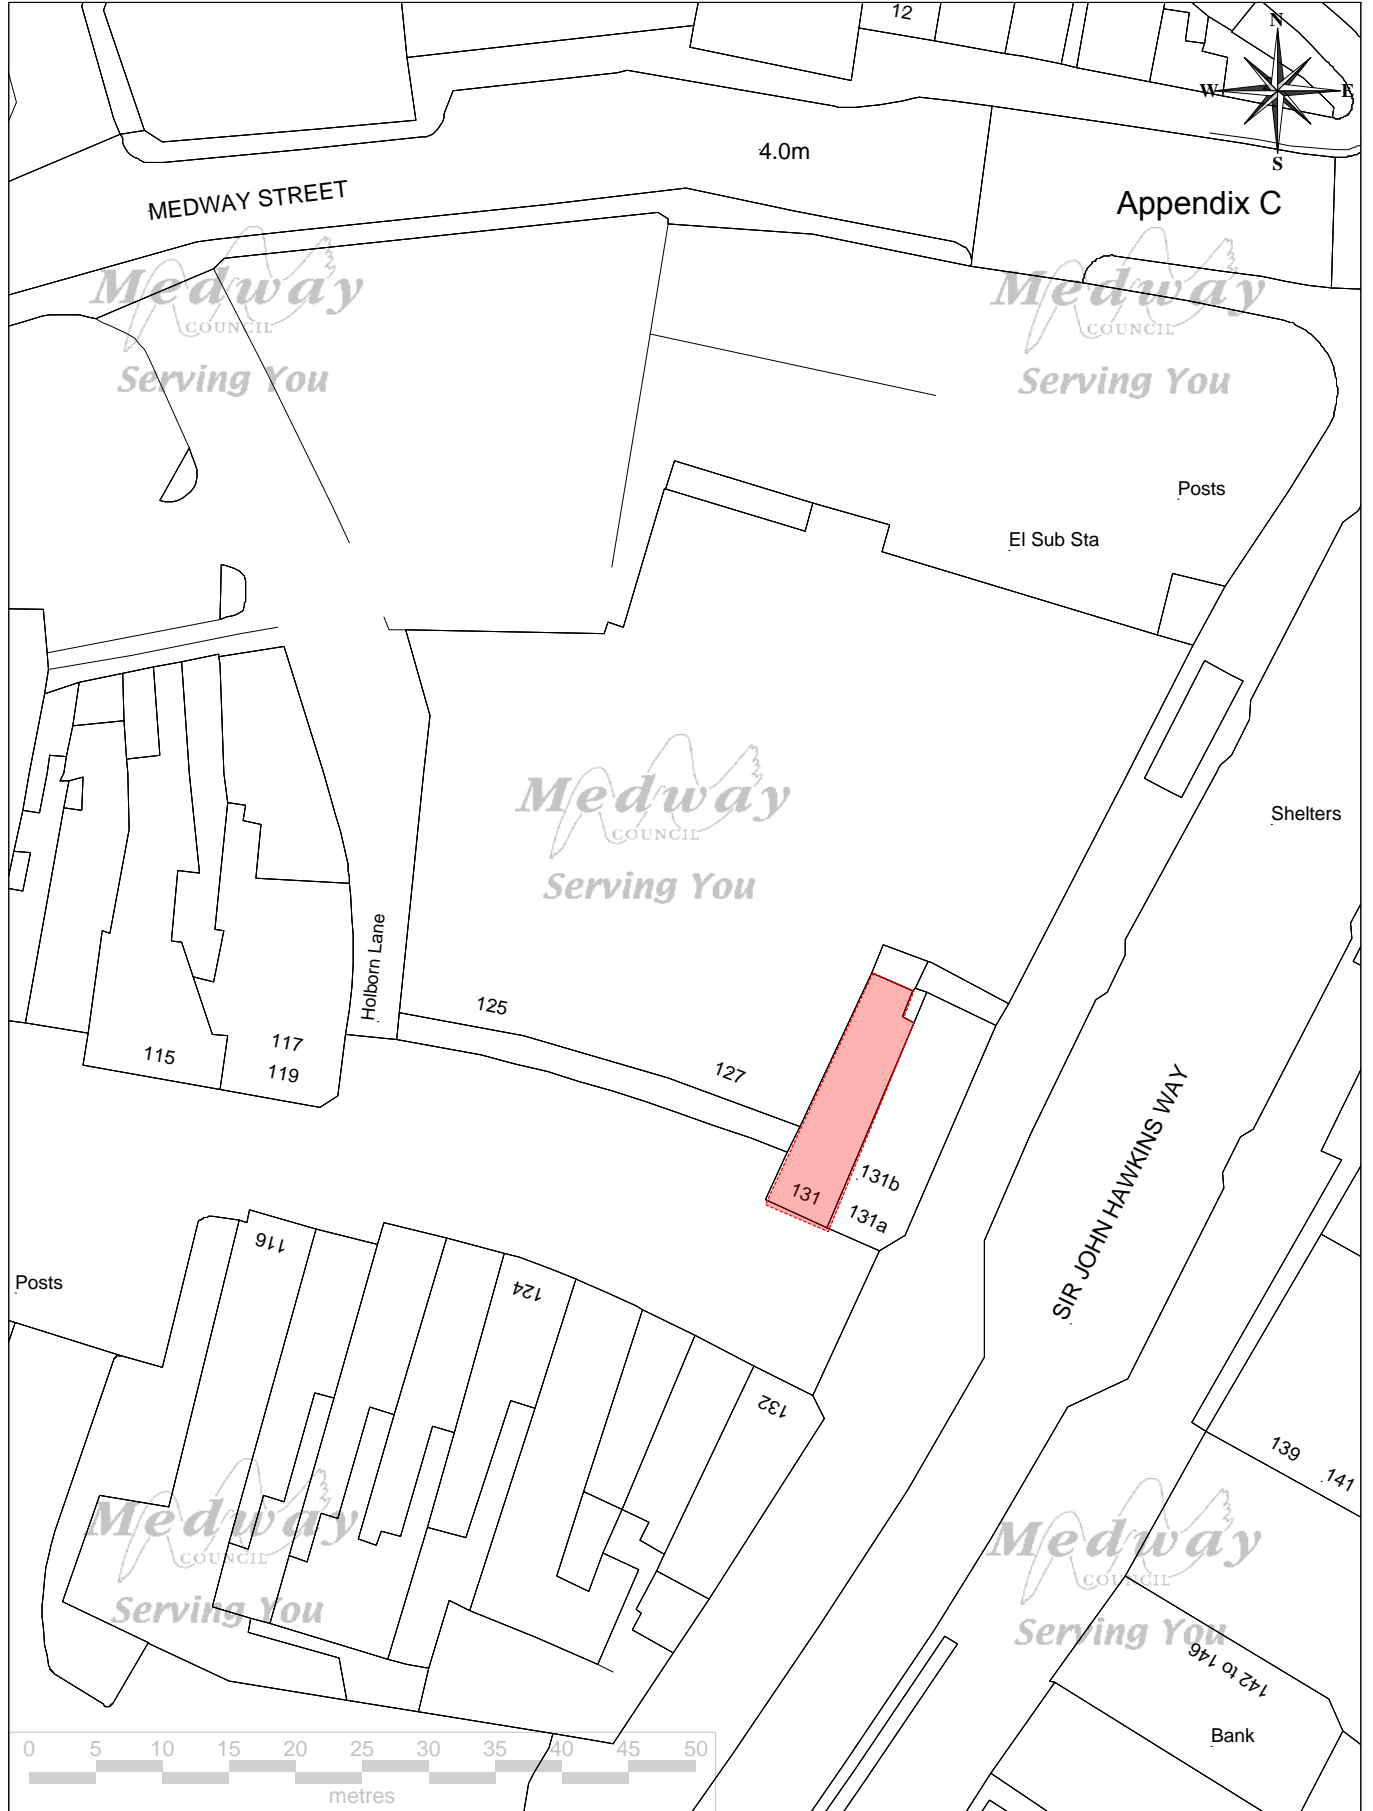 12
N
W
E
S
4.0m
MEDWAY STREET
Appendix C
Medway
COUNCIL
Serving You
Medway
COUNCIL
Serving You
Posts
El Sub Sta
Medway
COUNCIL
Serving You
Shelters
Holborn Lane
125
115
117
119
127
131
131b
131a
SIR JOHN HAWKINS WAY
116
124
Posts
132
139
141
Medway
COUNCIL
Serving You
Medway
COUNCIL
Serving You
142 to 146
Bank
0 5 10 15 20 25 30 35 40 45 50
metres